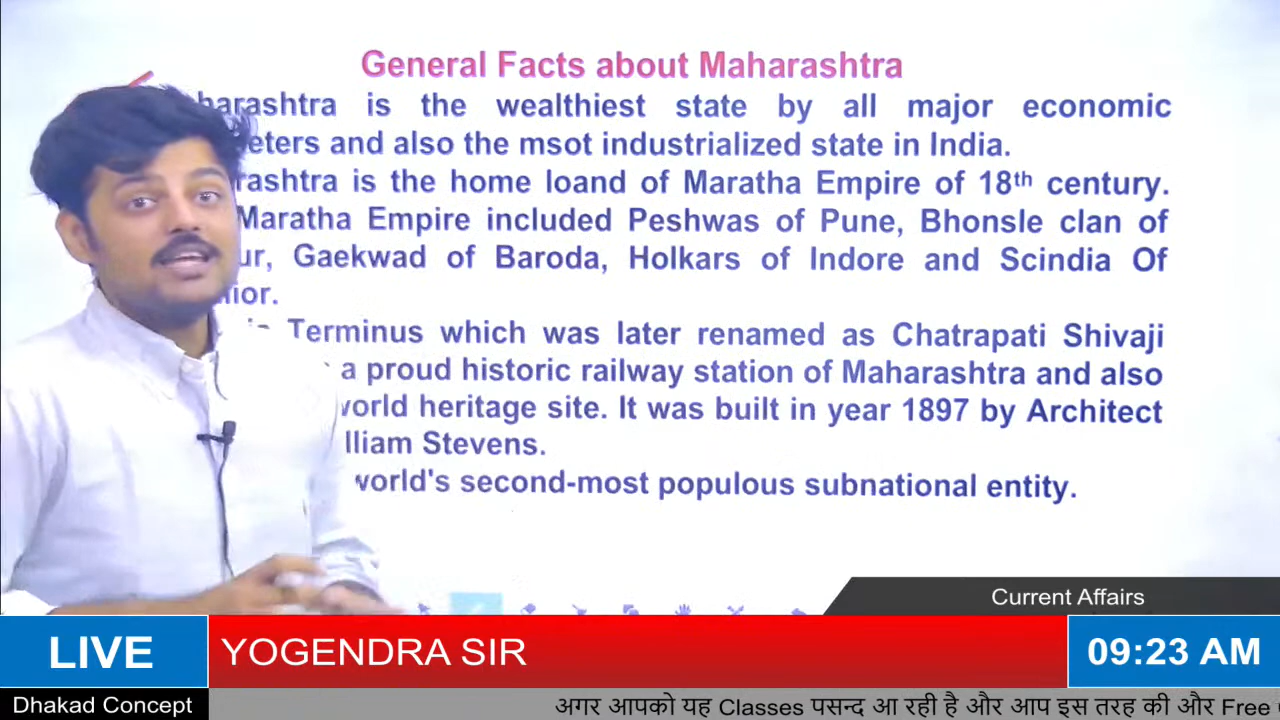 General Facts about Maharashtra
harashtra is the wealthiest state by all major economic
eters and also the msot industrialized state in India.
rashtra is the home loand of Maratha Empire of 18th century.
Maratha Empire included Peshwas of Pune, Bhonsle clan of
ur, Gaekwad of Baroda, Holkars of Indore and Scindia Of
lior.
Terminus which was later renamed as Chatrapati Shivaji
a proud historic railway station of Maharashtra and also
world heritage site. It was built in year 1897 by Architect
lliam Stevens.
world's second-most populous subnational entity.
Current Affairs
LIVE
YOGENDRA SIR
09:23 AM
Dhakad Concept
अगर आपको यह Classes पसन्द आ रही है और आप इस तरह की और Free